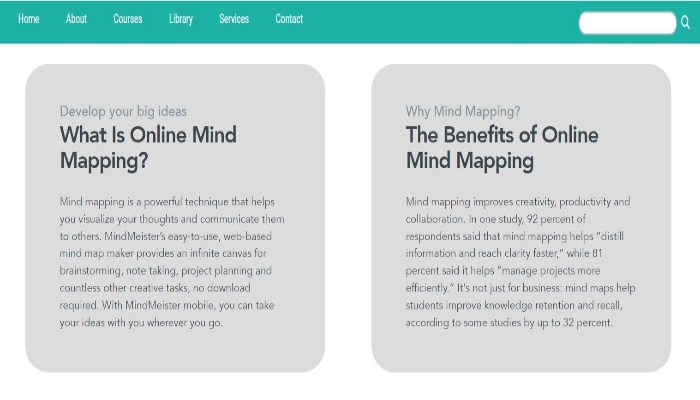 Home About Courses Library Services Contact
Develop your big ideas
What Is Online Mind
Mapping?
Mind mapping is a powerful technique that helps
you visualize your thoughts and communicate them
to others. MindMeister's easy-to-use, web-based
mind map maker provides an infinite canvas for
brainstorming, note taking, project planning and
countless other creative tasks, no download
required. With MindMeister mobile, you can take
your ideas with you wherever you go.
Why Mind Mapping?
The Benefits of Online
Mind Mapping
Mind mapping improves creativity, productivity and
collaboration. In one study, 92 percent of
respondents said that mind mapping helps “distill
information and reach clarity faster,” while 81
percent said it helps “manage projects more
efficiently.” It's not just for business: mind maps help
students improve knowledge retention and recall,
according to some studies by up to 32 percent.